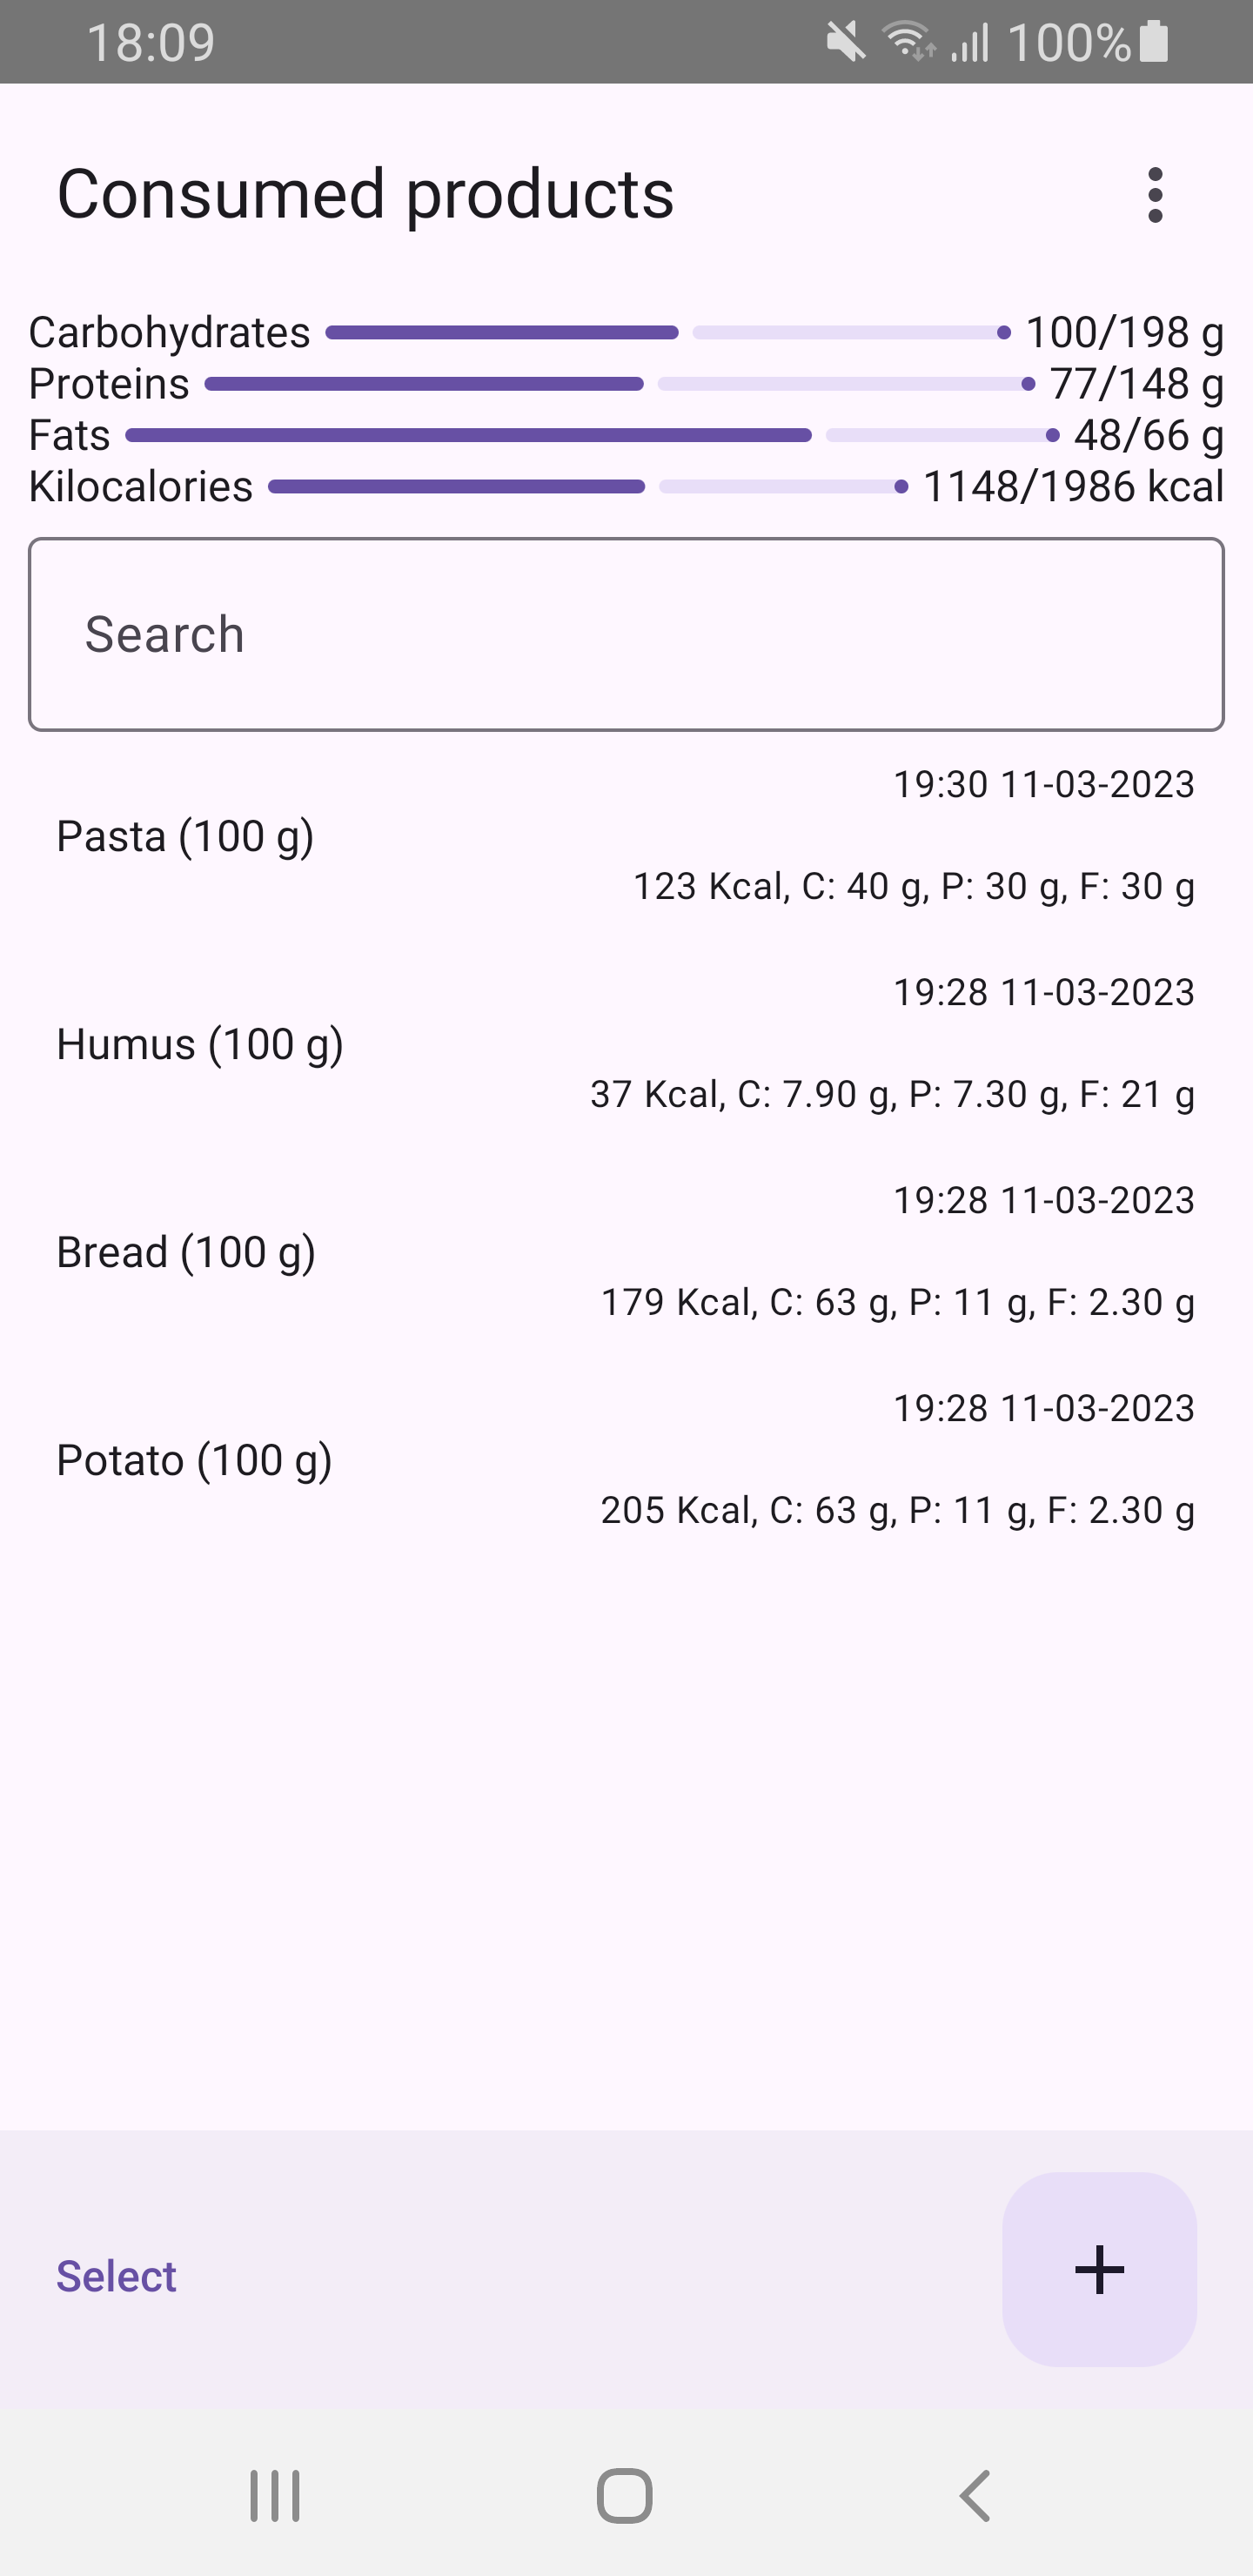 18:09 100%
Consumed products
Carbohydrates 100/198 g
Proteins 77/148 g
Fats 48/66 g
Kilocalories 1148/1986 kcal
Search
19:30 11-03-2023
Pasta (100 g)
123 Kcal, C: 40 g, P: 30 g, F: 30 g
19:28 11-03-2023
Humus (100 g)
37 Kcal, C: 7.90 g, P: 7.30 g, F: 21 g
19:28 11-03-2023
Bread (100 g)
179 Kcal, C: 63 g, P: 11 g, F: 2.30 g
19:28 11-03-2023
Potato (100 g)
205 Kcal, C: 63 g, P: 11 g, F: 2.30 g
Select